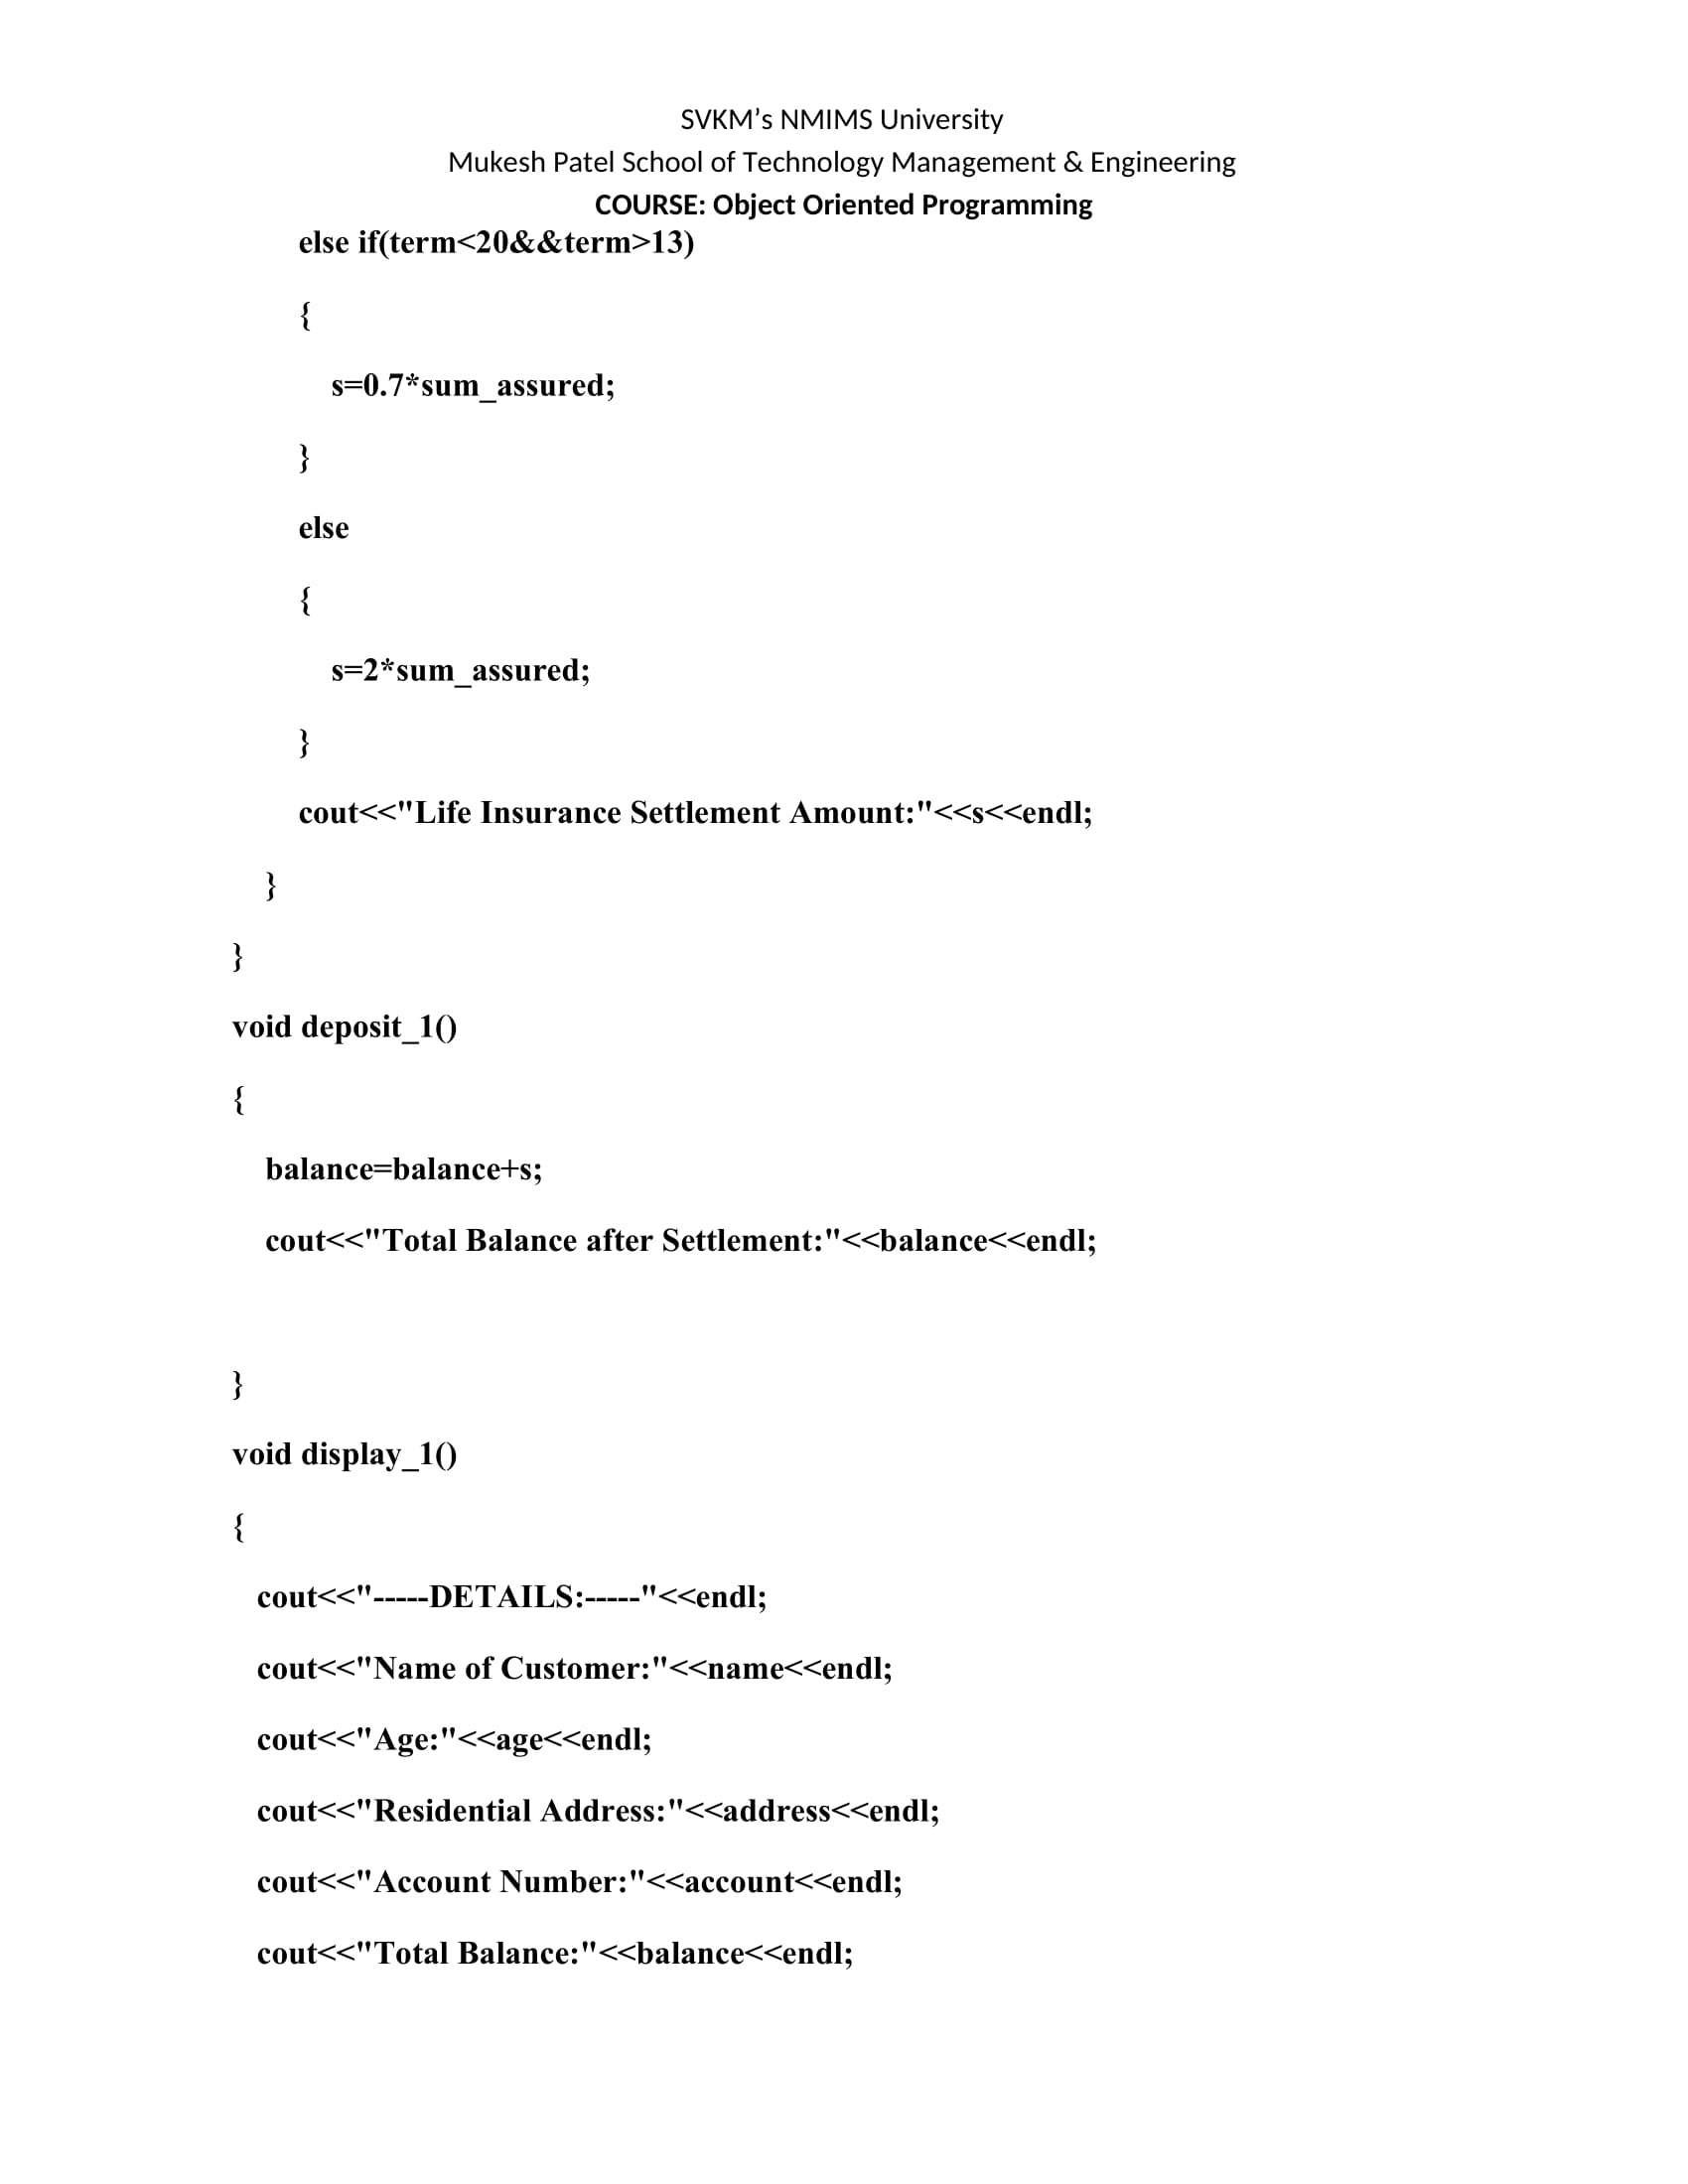 SVKM’s NMIMS University
Mukesh Patel School of Technology Management & Engineering
COURSE: Object Oriented Programming
else if(term<20&&term>13)
{
s=0.7*sum_assured;
}
else
{
s=2*sum_assured;
}
cout<<"Life Insurance Settlement Amount:"<<s<<endl;
}
}
void deposit_1()
{
balance=balance+s;
cout<<"Total Balance after Settlement:"<<balance<<endl;
}
void display_1()
{
cout<<"-----DETAILS:-----"<<endl;
cout<<"Name of Customer:"<<name<<endl;
cout<<"Age:"<<age<<endl;
cout<<"Residential Address:"<<address<<endl;
cout<<"Account Number:"<<account<<endl;
cout<<"Total Balance:"<<balance<<endl;